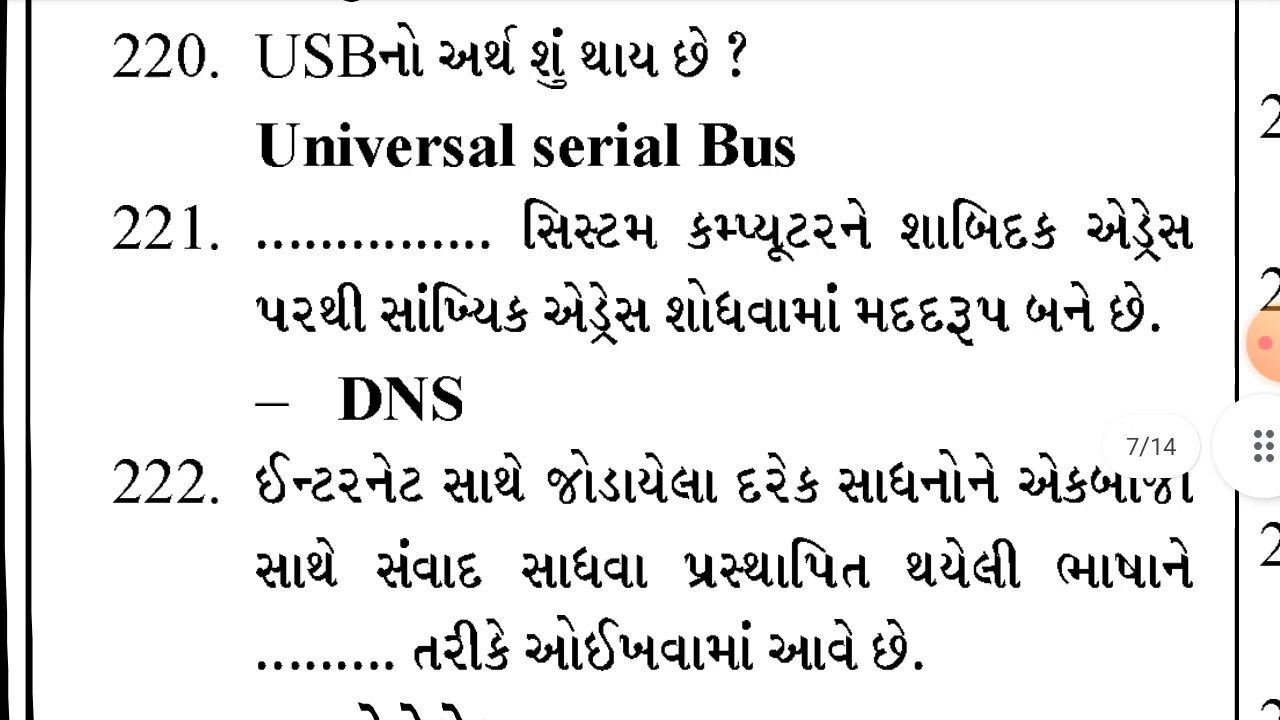 220. USBનો અર્થ શું થાય છે ?
Universal serial Bus
221. ............... સિસ્ટમ કમ્પ્યૂટરને શાબિદક એડ્રેસ
પરથી સાંખ્યિક એડ્રેસ શોધવામાં મદદરૂપ બને છે.
– DNS
7/14
222. ઈન્ટરનેટ સાથે જોડાયેલા દરેક સાધનોને એકબીજા
સાથે સંવાદ સાધવા પ્રસ્થાપિત થયેલી ભાષાને
......... તરીકે ઓઈખવામાં આવે છે.